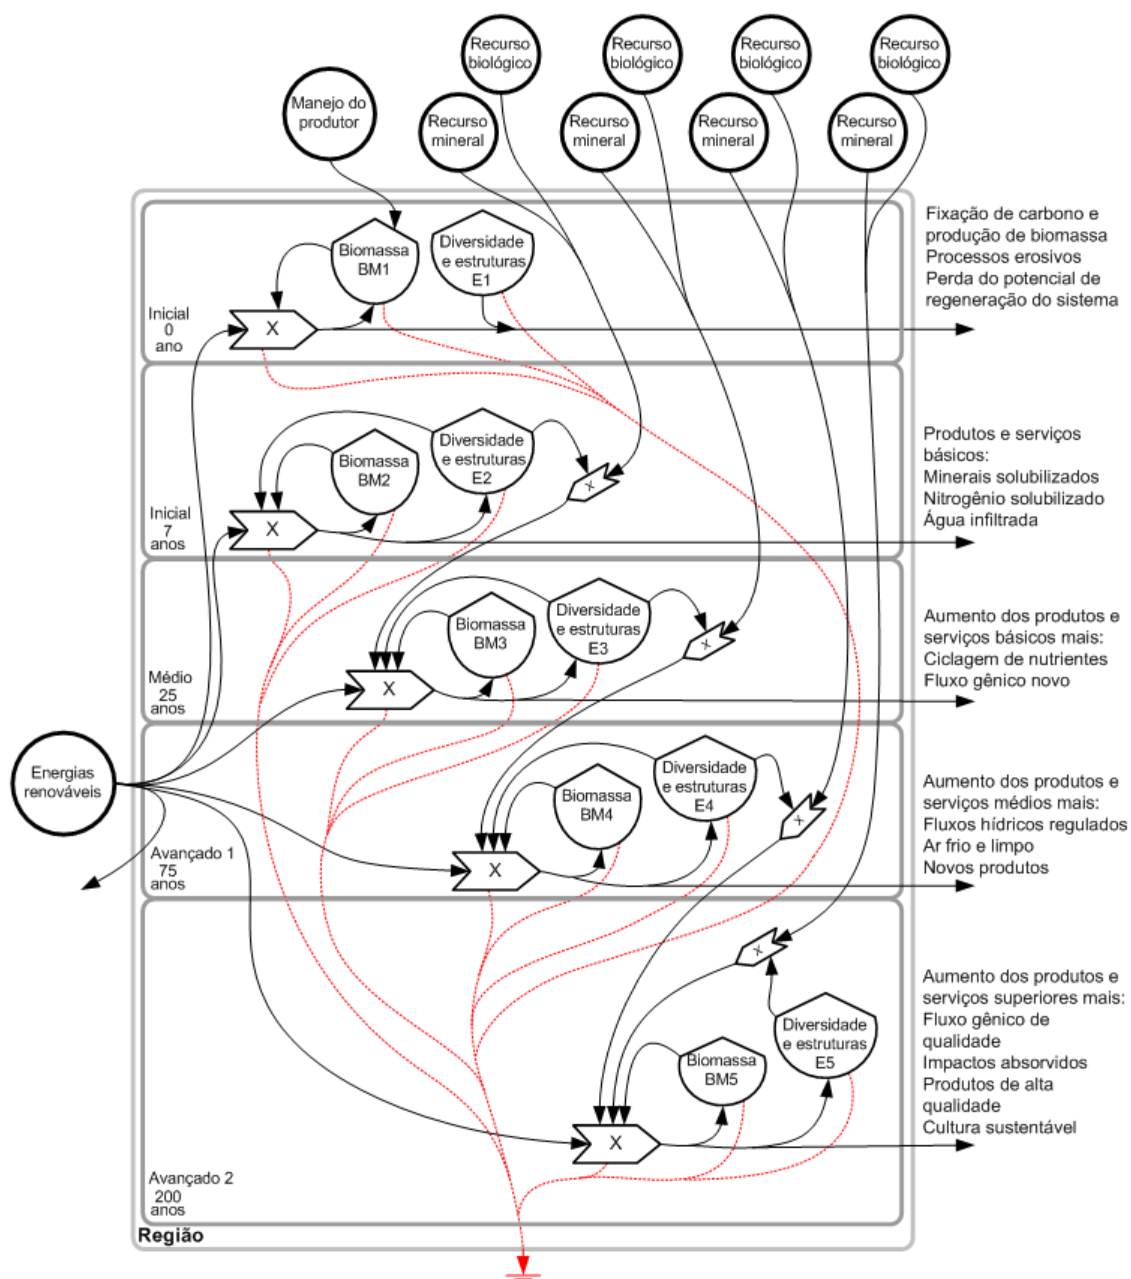 Recurso
biológico
Recurso
biológico
Recurso
biológico
Recurso
biológico
Manejo do
produtor
Recurso
mineral
Recurso
mineral
Recurso
mineral
Recurso
mineral
Biomassa
BM1
Diversidade
e estruturas
E1
X
Inicial
0
ano
Fixação de carbono e
produção de biomassa
Processos erosivos
Perda do potencial de
regeneração do sistema
Biomassa
BM2
Diversidade
e estruturas
E2
X
X
Inicial
7
anos
Produtos e serviços
básicos:
Minerais solubilizados
Nitrogênio solubilizado
Água infiltrada
Biomassa
BM3
Diversidade
e estruturas
E3
X
X
Médio
25
anos
Aumento dos produtos e
serviços básicos mais:
Ciclagem de nutrientes
Fluxo gênico novo
Energias
renováveis
Biomassa
BM4
Diversidade
e estruturas
E4
X
X
Avançado 1
75
anos
Aumento dos produtos e
serviços médios mais:
Fluxos hídricos regulados
Ar frio e limpo
Novos produtos
X
Diversidade
e estruturas
E5
Biomassa
BM5
X
Avançado 2
200
anos
Aumento dos produtos e
serviços superiores mais:
Fluxo gênico de
qualidade
Impactos absorvidos
Produtos de alta
qualidade
Cultura sustentável
Região